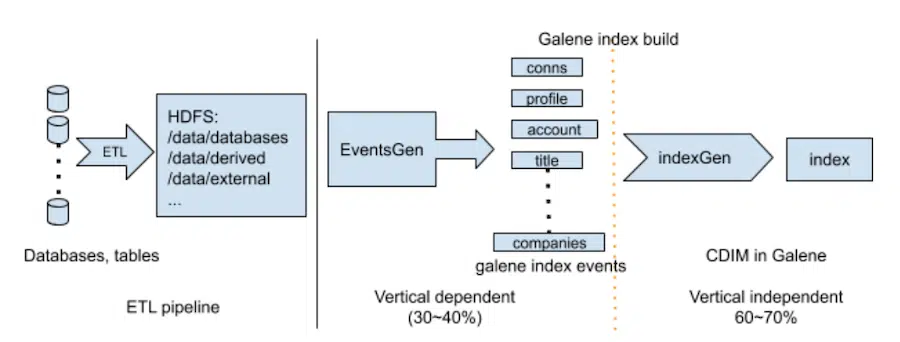 Galene index build
ETL
HDFS:
/data/databases
/data/derived
/data/external
...
EventsGen
conns
profile
account
title
companies
galene index events
indexGen
index
Databases, tables
CDIM in Galene
ETL pipeline
Vertical dependent
(30~40%)
Vertical independent
60~70%